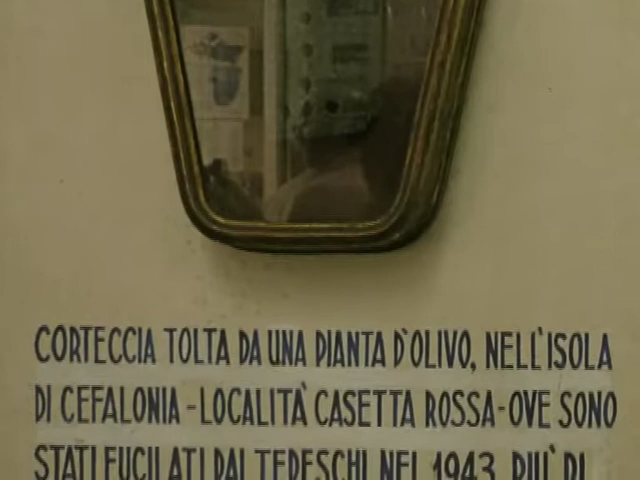 CORTECCIA TOLTA DA UNA PIANTA D'OLIVO, NELL'ISOLA
DI CEFALONIA - LOCALITA' CASETTA ROSSA - OVE SONO
STATI FUCILATI DAI TEDESCHI NEL 1943 PIU' DI